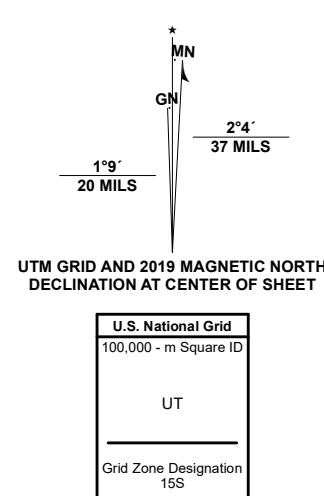 ★
MN
GN
2°4´
37 MILS
1°9´
20 MILS
UTM GRID AND 2019 MAGNETIC NORTH
DECLINATION AT CENTER OF SHEET
U.S. National Grid
100,000 - m Square ID
UT
Grid Zone Designation
15S